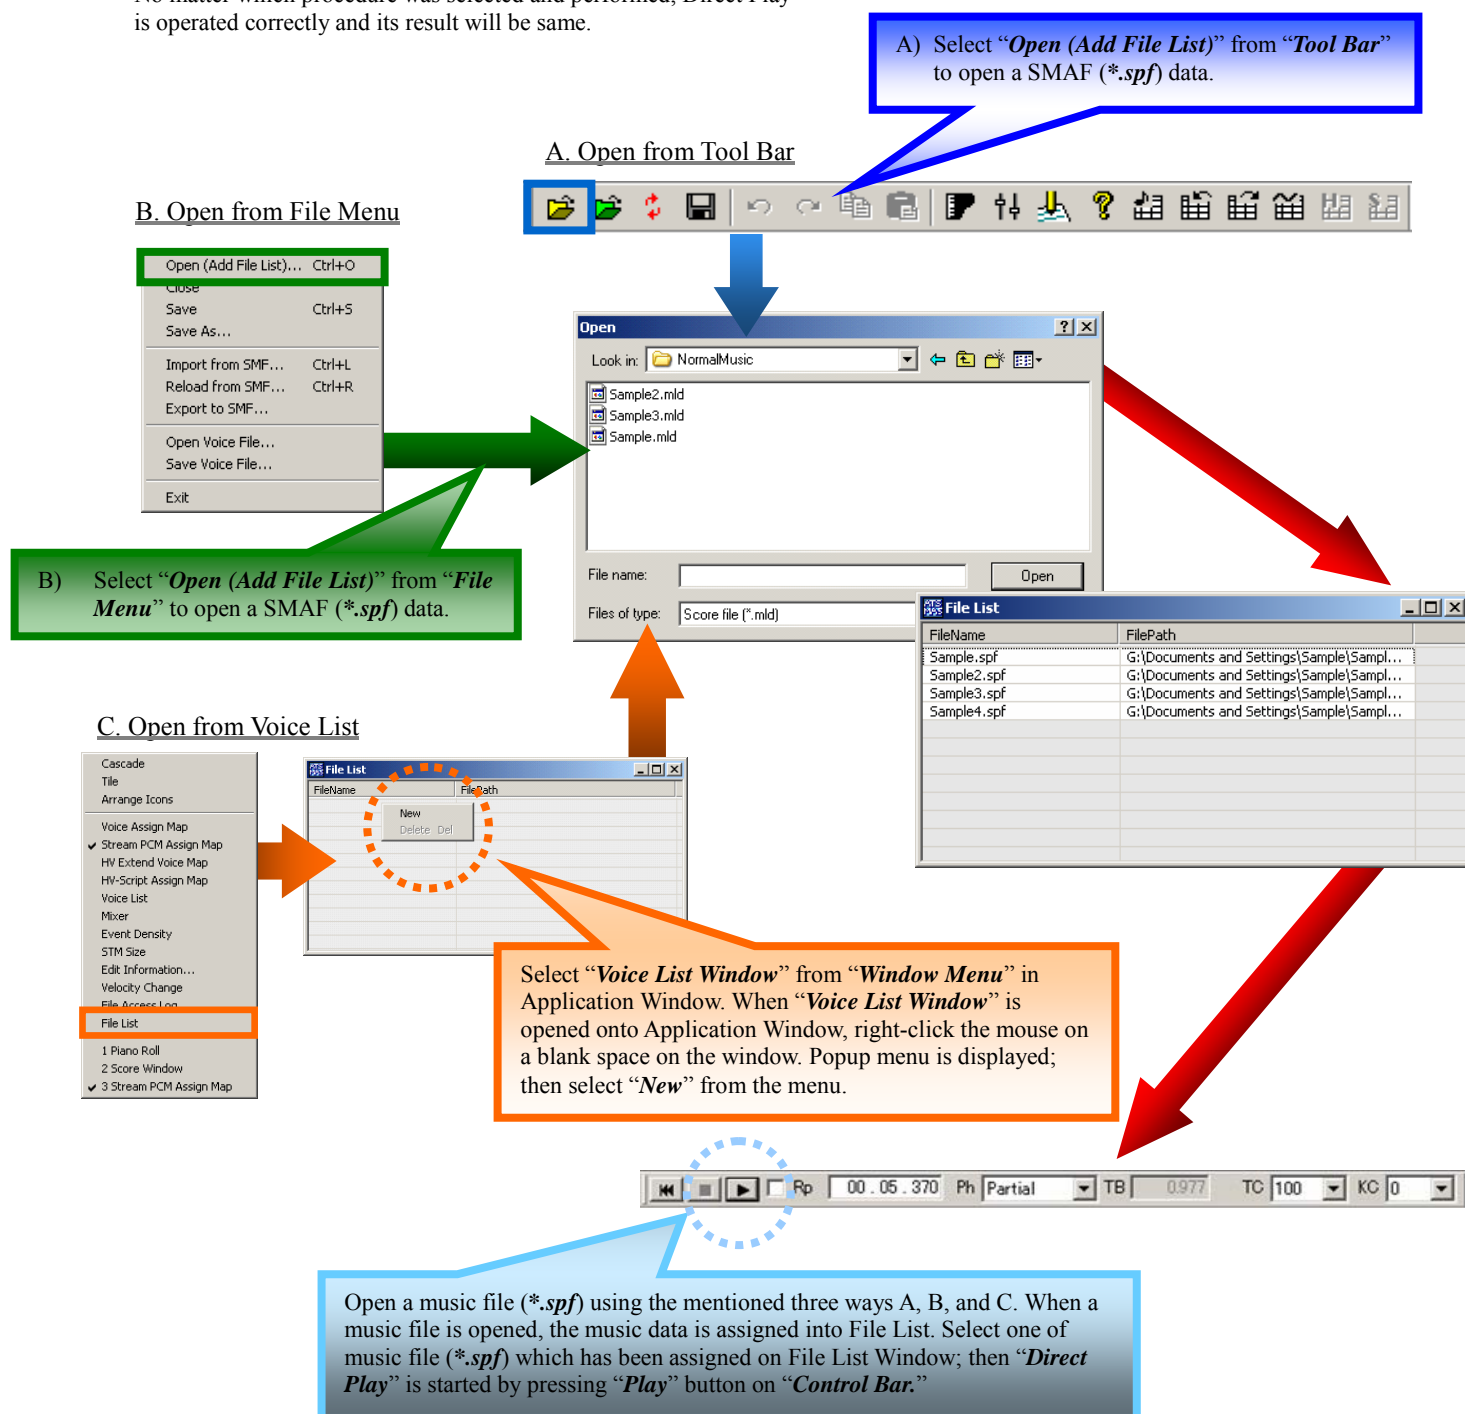 is operated correctly and its result will be same.
A) Select “Open (Add File List)” from “Tool Bar”
to open a SMAF (*.spf) data.
A. Open from Tool Bar
B. Open from File Menu
Open (Add File List)... Ctrl+O
Close
Save Ctrl+S
Save As...
Import from SMF... Ctrl+L
Reload from SMF... Ctrl+R
Export to SMF...
Open Voice File...
Save Voice File...
Exit
Open
Look in: NormalMusic
Sample2.mld
Sample3.mld
Sample.mld
File name:
Open
Files of type: Score file (*.mld)
B) Select “Open (Add File List)” from “File
Menu” to open a SMAF (*.spf) data.
File List
FileName FilePath
Sample.spf G:\Documents and Settings\Sample\Sampl...
Sample2.spf G:\Documents and Settings\Sample\Sampl...
Sample3.spf G:\Documents and Settings\Sample\Sampl...
Sample4.spf G:\Documents and Settings\Sample\Sampl...
C. Open from Voice List
Cascade
Tile
Arrange Icons
Voice Assign Map
Stream PCM Assign Map
HV Extend Voice Map
HV-Script Assign Map
Voice List
Mixer
Event Density
STM Size
Edit Information...
Velocity Change
File Access Log
File List
1 Piano Roll
2 Score Window
3 Stream PCM Assign Map
File List
FileName FilePath
New
Delete Del
Select “Voice List Window” from “Window Menu” in
Application Window. When “Voice List Window” is
opened onto Application Window, right-click the mouse on
a blank space on the window. Popup menu is displayed;
then select “New” from the menu.
Rp 00 . 05 . 370 Ph Partial TB 0.977 TC 100 KC 0
Open a music file (*.spf) using the mentioned three ways A, B, and C. When a
music file is opened, the music data is assigned into File List. Select one of
music file (*.spf) which has been assigned on File List Window; then “Direct
Play” is started by pressing “Play” button on “Control Bar.”